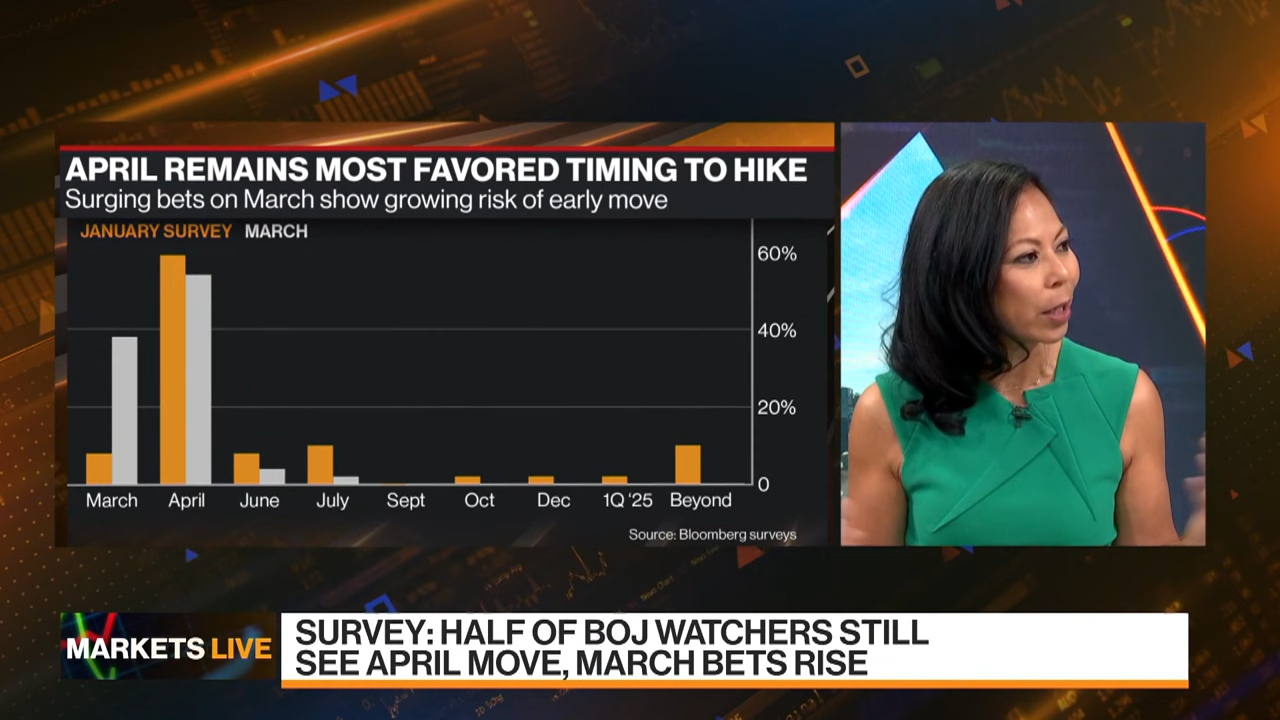 APRIL REMAINS MOST FAVORED TIMING TO HIKE
Surging bets on March show growing risk of early move
JANUARY SURVEY MARCH
60%
40%
20%
0
March April June July Sept Oct Dec 1Q '25 Beyond
Source: Bloomberg surveys
MARKETS LIVE
SURVEY: HALF OF BOJ WATCHERS STILL
SEE APRIL MOVE, MARCH BETS RISE